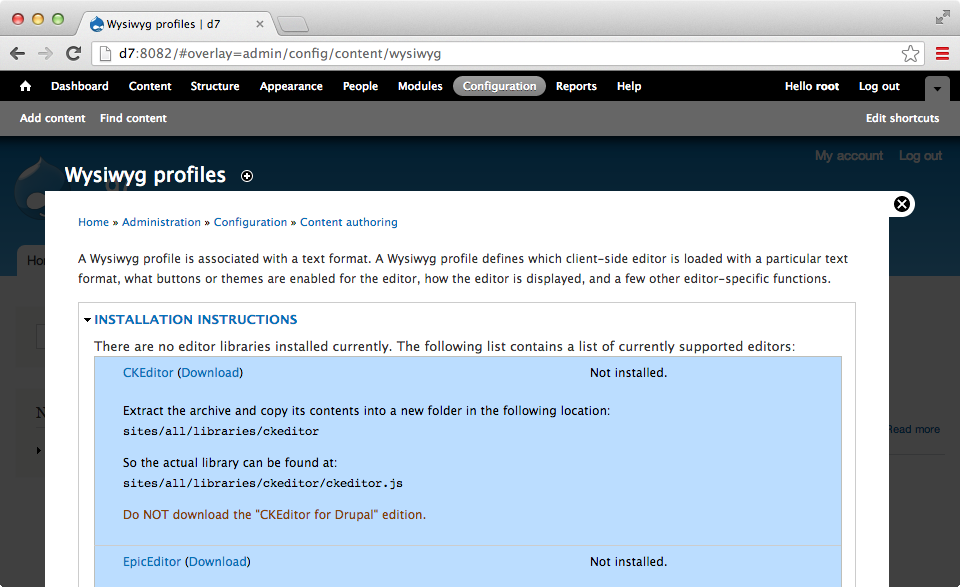 Wysiwyg profiles | d7
d7:8082/#overlay=admin/config/content/wysiwyg
Dashboard Content Structure Appearance People Modules Configuration Reports Help Hello root Log out
Add content Find content Edit shortcuts
My account Log out
Wysiwyg profiles
Home » Administration » Configuration » Content authoring
A Wysiwyg profile is associated with a text format. A Wysiwyg profile defines which client-side editor is loaded with a particular text
format, what buttons or themes are enabled for the editor, how the editor is displayed, and a few other editor-specific functions.
INSTALLATION INSTRUCTIONS
There are no editor libraries installed currently. The following list contains a list of currently supported editors:
CKEditor (Download) Not installed.
Extract the archive and copy its contents into a new folder in the following location:
sites/all/libraries/ckeditor
So the actual library can be found at:
sites/all/libraries/ckeditor/ckeditor.js
Read more
Do NOT download the "CKEditor for Drupal" edition.
EpicEditor (Download) Not installed.